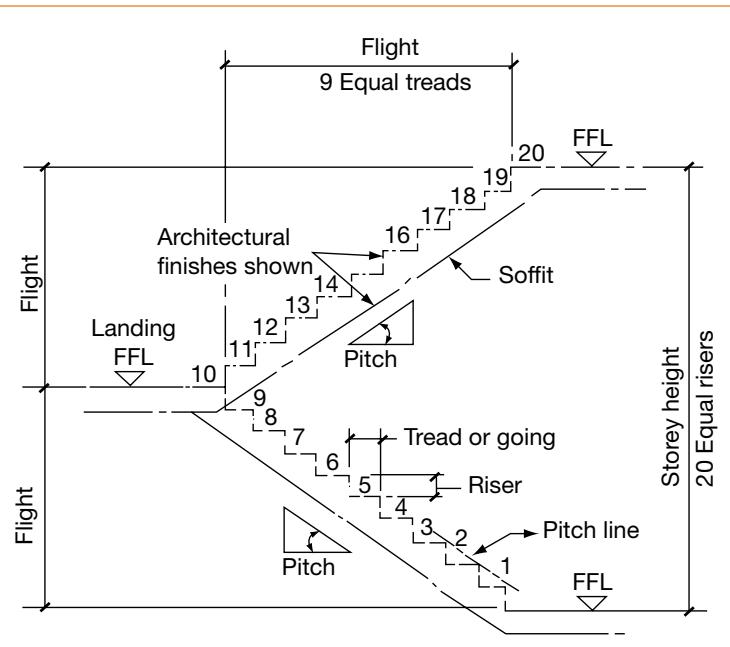 Flight
9 Equal treads
FFL
20
19
18
17
16
Architectural
finishes shown
14
13
12
11
10
Soffit
Pitch
Flight
Landing
FFL
Storey height
20 Equal risers
9
8
7
6
5
4
3
2
1
Tread or going
Riser
Pitch line
Pitch
Flight
FFL